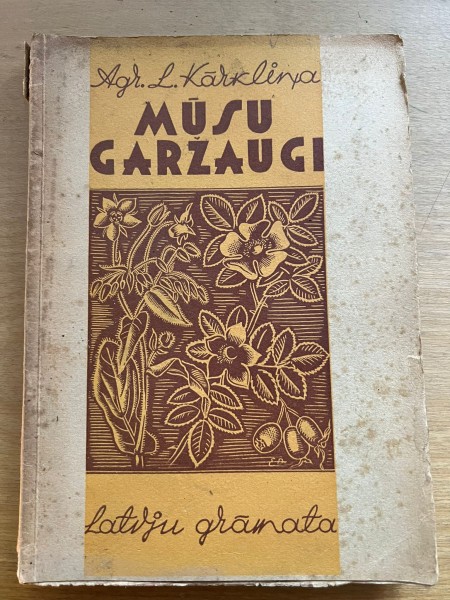 Agr. L. Kārkliņa
MŪSU
GARŽAUGI
Latvju grāmata